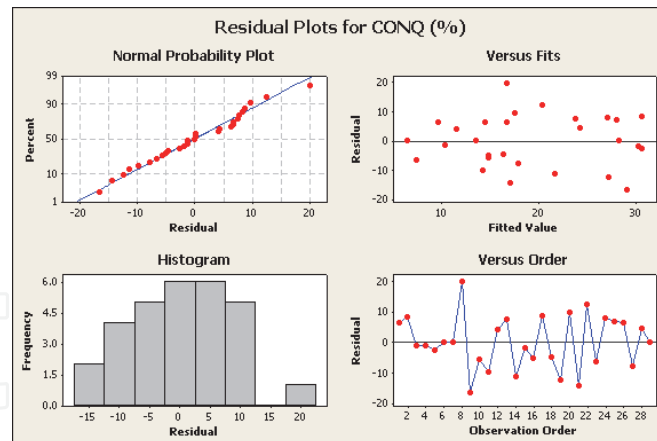 Residual Plots for CONQ (%)
Normal Probability Plot
99
90
50
10
1
Percent
-20 -10 0 10 20
Residual
Versus Fits
20
10
0
-10
-20
Residual
10 20 30
Fitted Value
Histogram
6.0
4.5
3.0
1.5
0.0
Frequency
-15 -10 -5 0 5 10 15 20
Residual
Versus Order
20
10
0
-10
-20
Residual
2 4 6 8 10 12 14 16 18 20 22 24 26 28
Observation Order